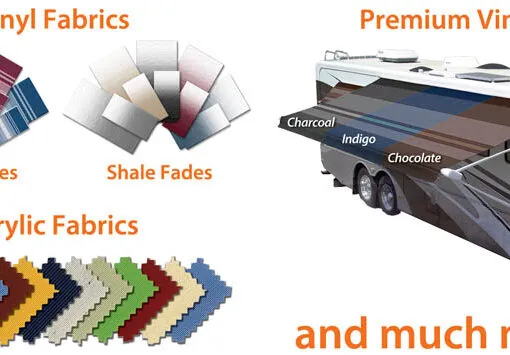 nyl Fabrics
Premium Vin
Charcoal
Indigo
Chocolate
es
Shale Fades
rylic Fabrics
and much